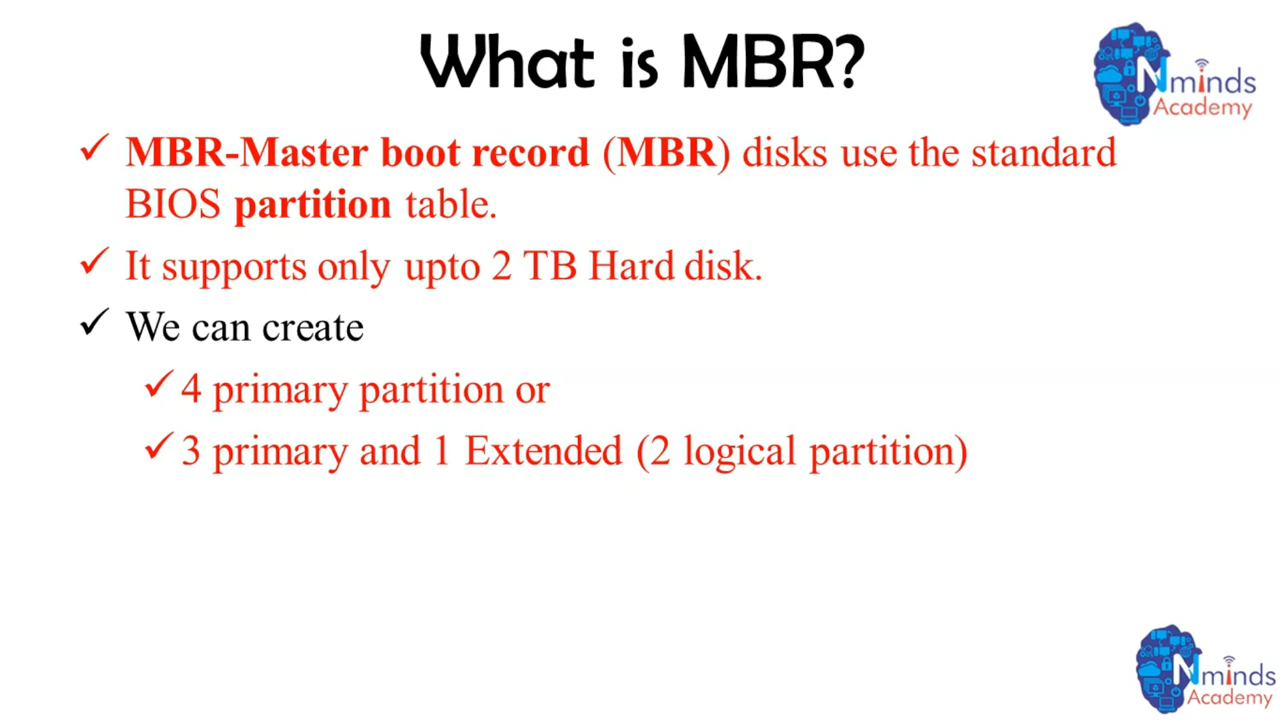 What is MBR?
Nminds
Academy
✓ MBR-Master boot record (MBR) disks use the standard
BIOS partition table.
✓ It supports only upto 2 TB Hard disk.
✓ We can create
✓ 4 primary partition or
✓ 3 primary and 1 Extended (2 logical partition)
Nminds
Academy